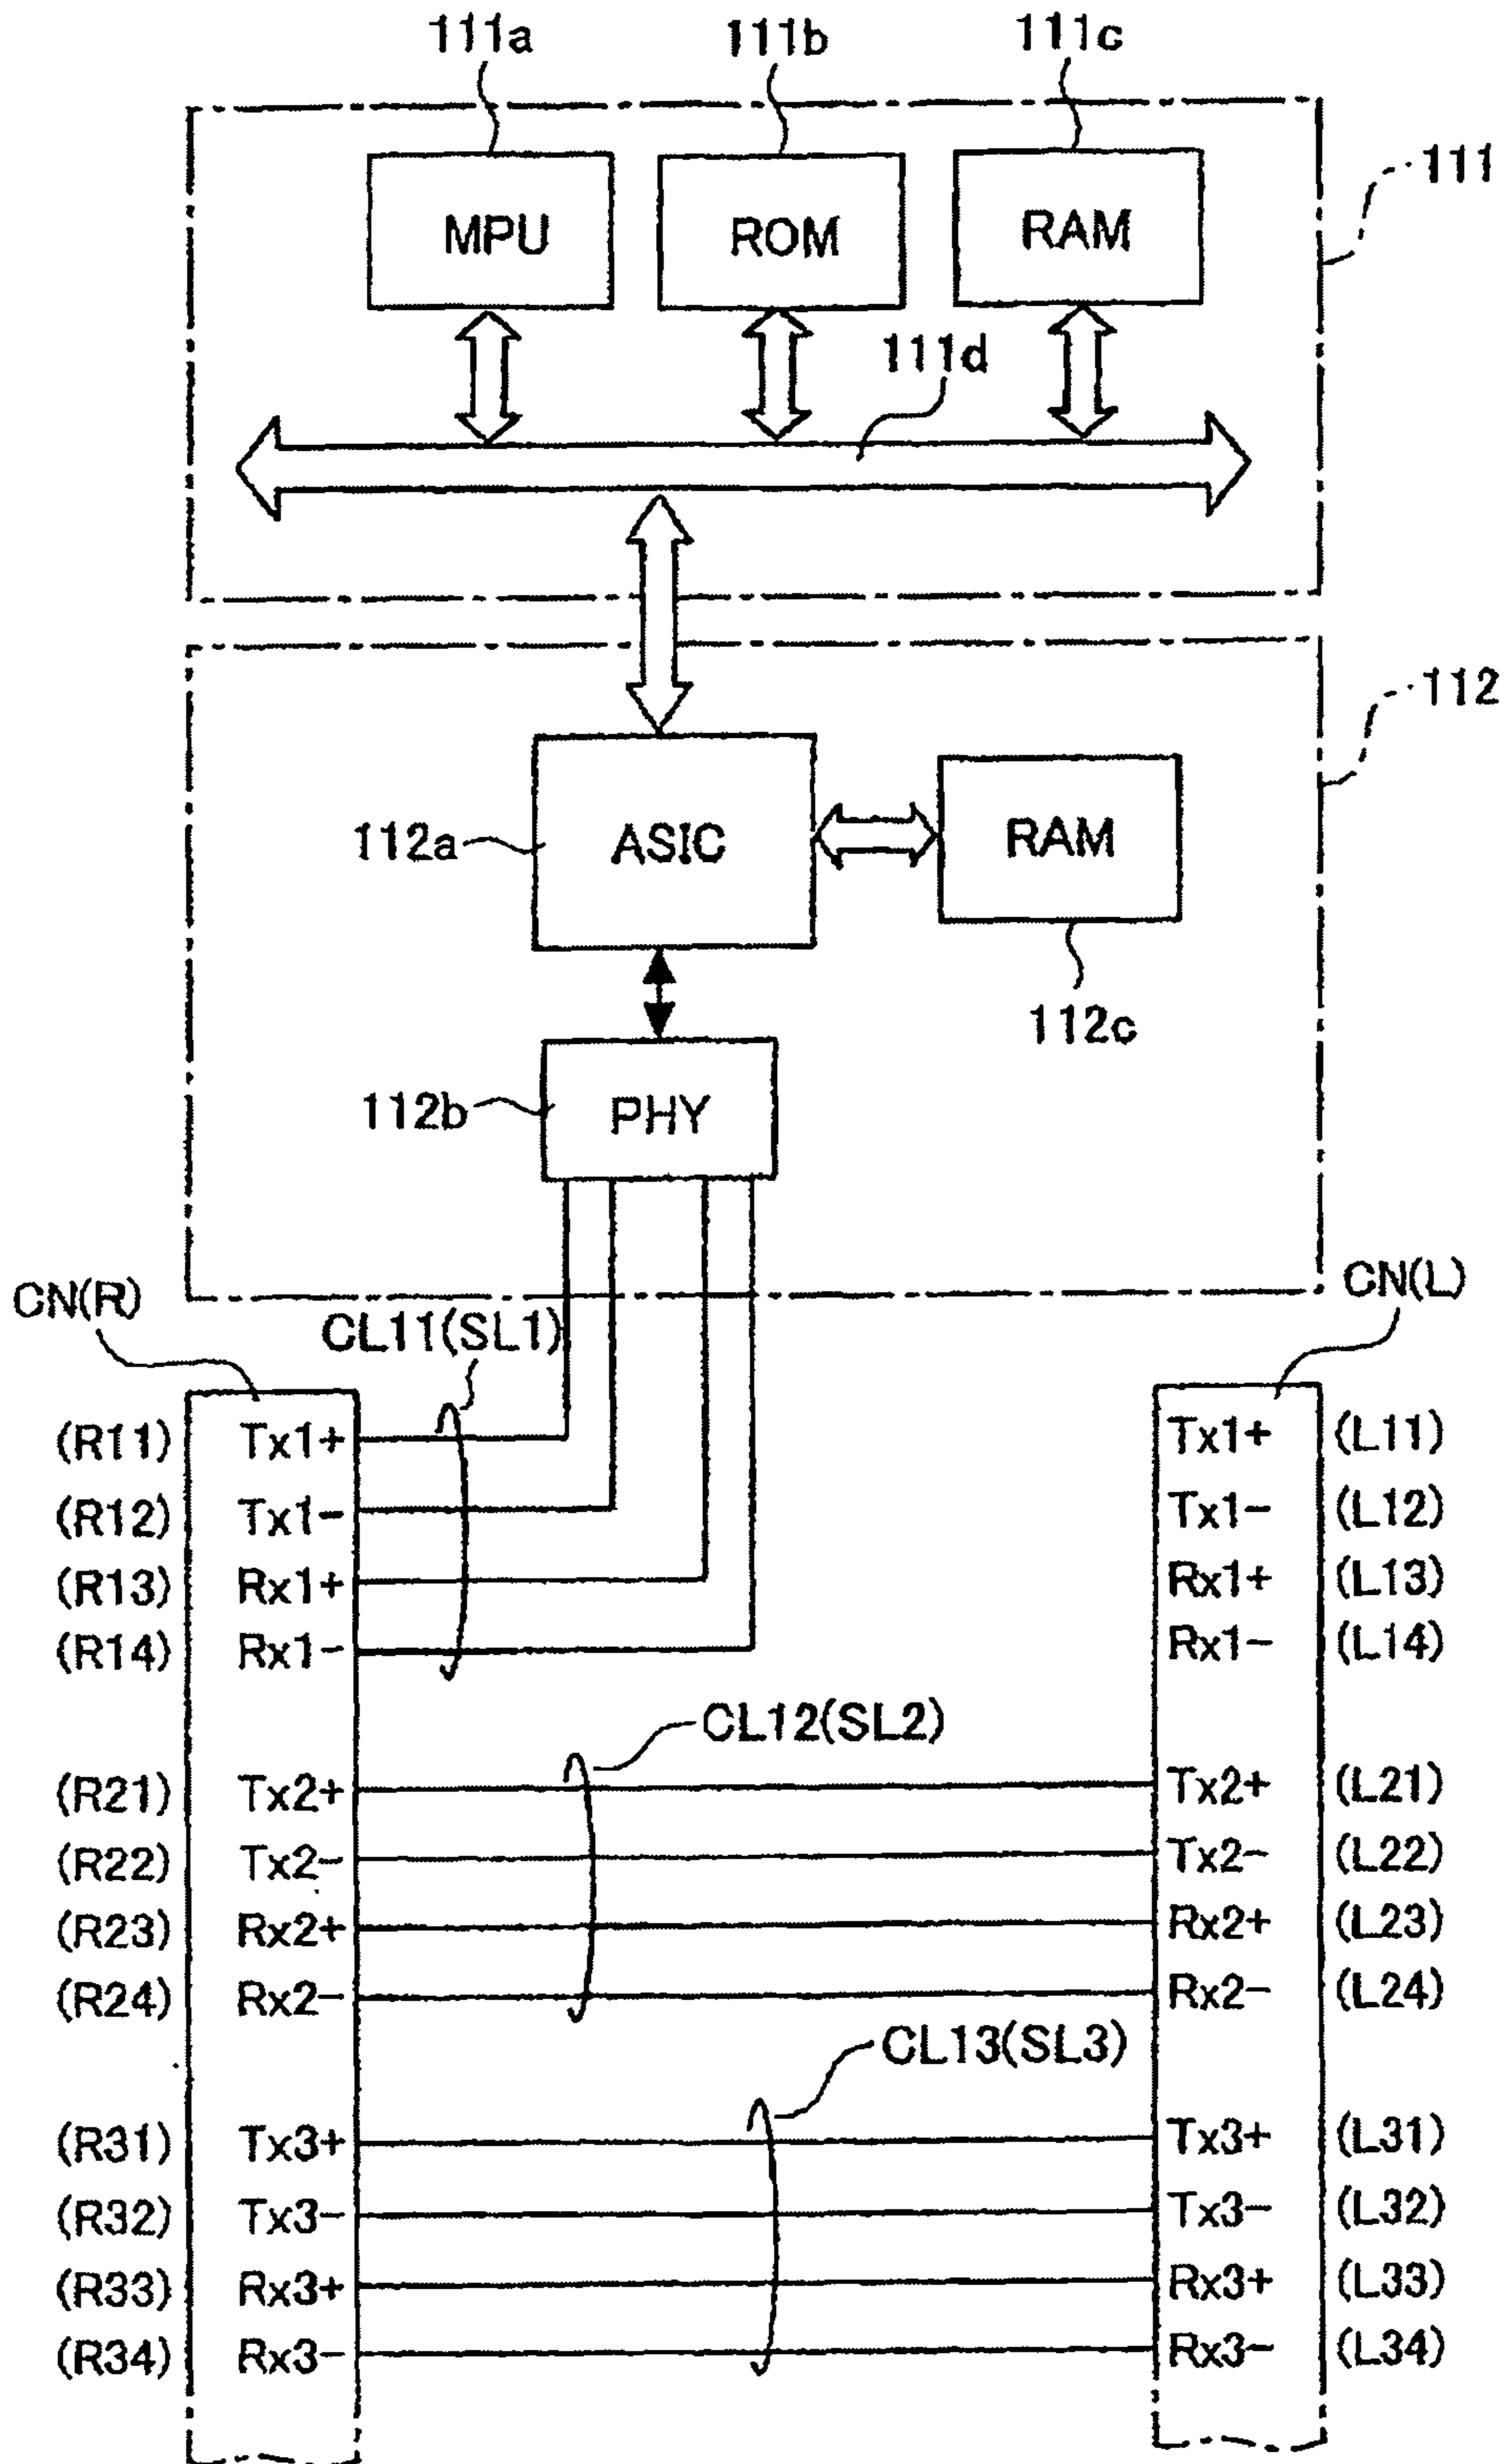 111a 111b 111c
111
MPU ROM RAM
111d
112
112a ASIC RAM
112c
112b PHY
CN(R) CN(L)
CL11(SL1)
(R11) Tx1+ Tx1+ (L11)
(R12) Tx1- Tx1- (L12)
(R13) Rx1+ Rx1+ (L13)
(R14) Rx1- Rx1- (L14)
CL12(SL2)
(R21) Tx2+ Tx2+ (L21)
(R22) Tx2- Tx2- (L22)
(R23) Rx2+ Rx2+ (L23)
(R24) Rx2- Rx2- (L24)
CL13(SL3)
(R31) Tx3+ Tx3+ (L31)
(R32) Tx3- Tx3- (L32)
(R33) Rx3+ Rx3+ (L33)
(R34) Rx3- Rx3- (L34)